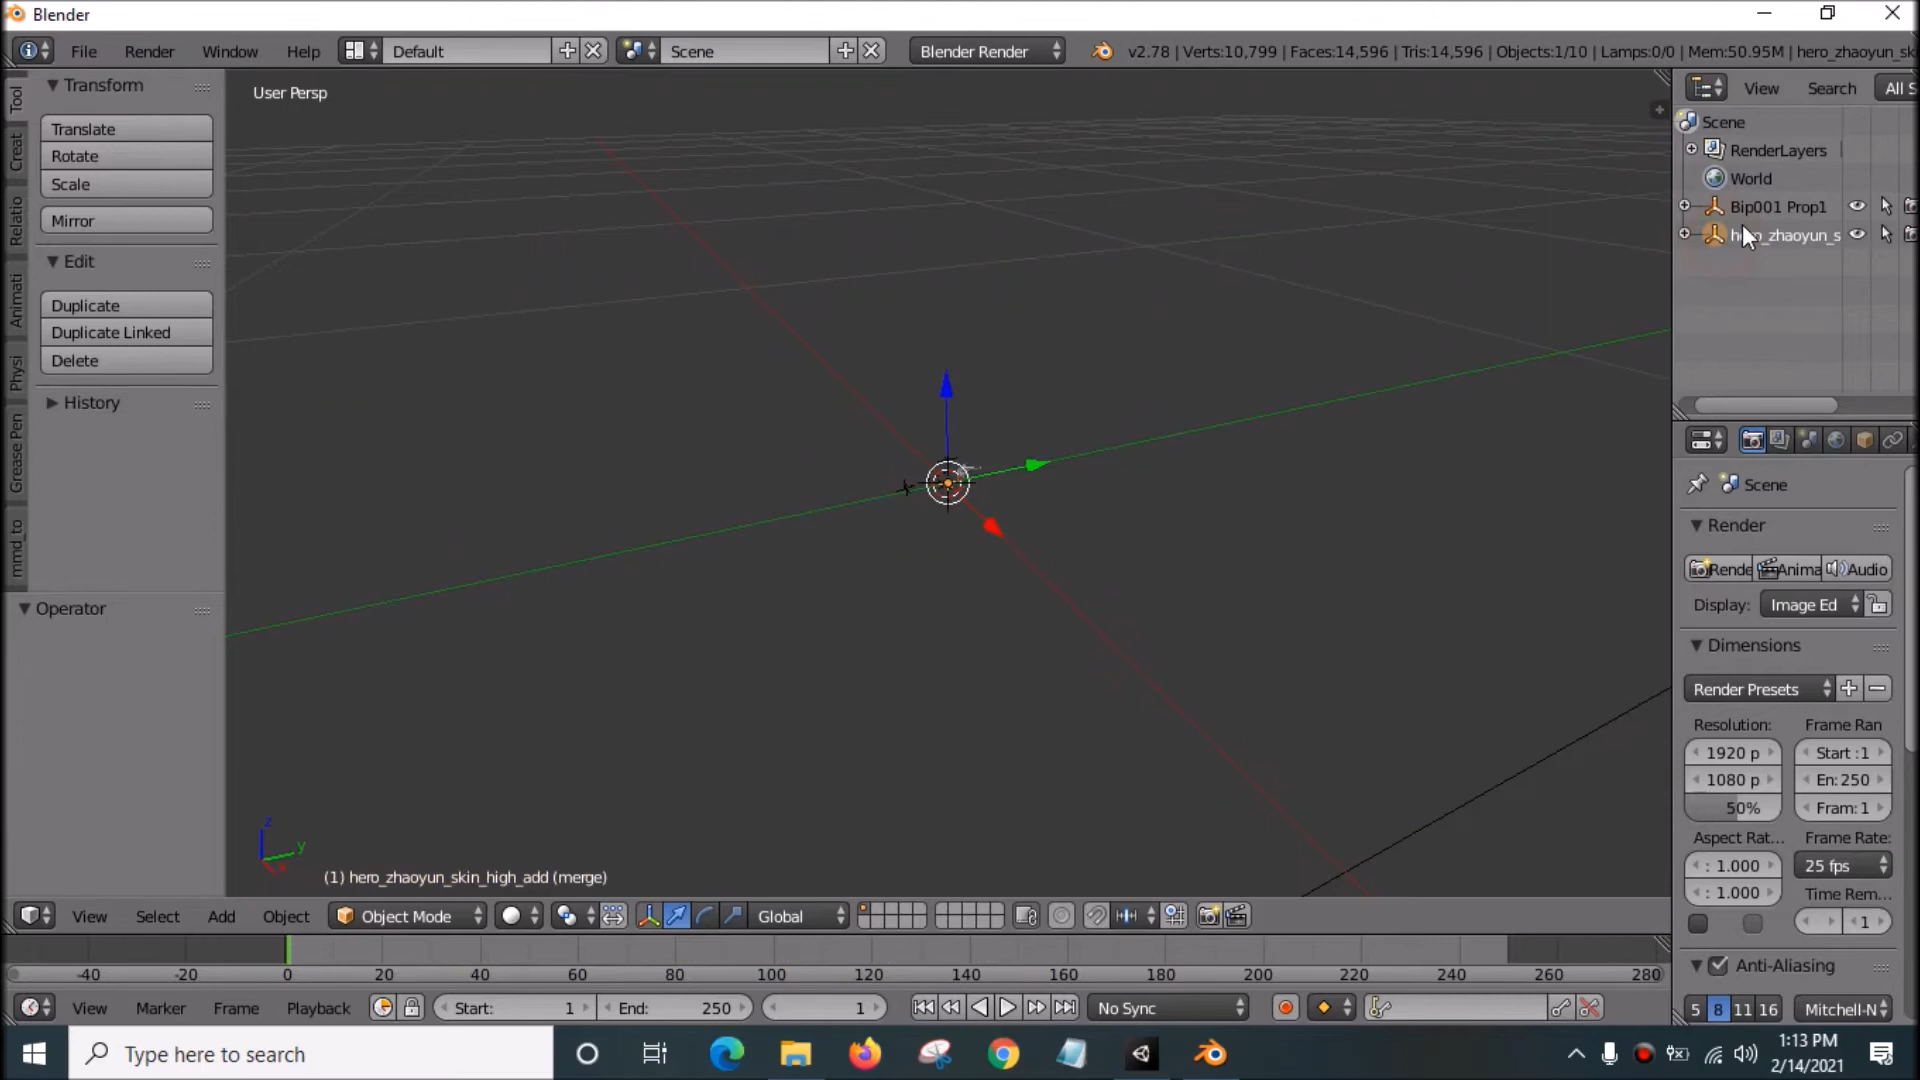 Blender
File Render Window Help Default Scene Blender Render v2.78 | Verts:10,799 | Faces:14,596 | Tris:14,596 | Objects:1/10 | Lamps:0/0 | Mem:50.95M | hero_zhaoyun_sk
Transform
Translate
Rotate
Scale
Mirror
Edit
Duplicate
Duplicate Linked
Delete
History
Operator
Tool
Creat
Relatio
Animati
Physi
Grease Pen
mmd_to
User Persp
z
y
x
(1) hero_zhaoyun_skin_high_add (merge)
View Search All S
Scene
RenderLayers
World
Bip001 Prop1
hero_zhaoyun_s
Scene
Render
Rende Anima Audio
Display: Image Ed
Dimensions
Render Presets
Resolution: Frame Ran
1920 p Start :1
1080 p En: 250
50% Fram: 1
Aspect Rat... Frame Rate:
: 1.000 25 fps
: 1.000 Time Rem...
1
Anti-Aliasing
5 8 11 16 Mitchell-N
View Select Add Object Object Mode Global
-40 -20 0 20 40 60 80 100 120 140 160 180 200 220 240 260 280
View Marker Frame Playback Start: 1 End: 250 1 No Sync
Type here to search
1:13 PM
2/14/2021